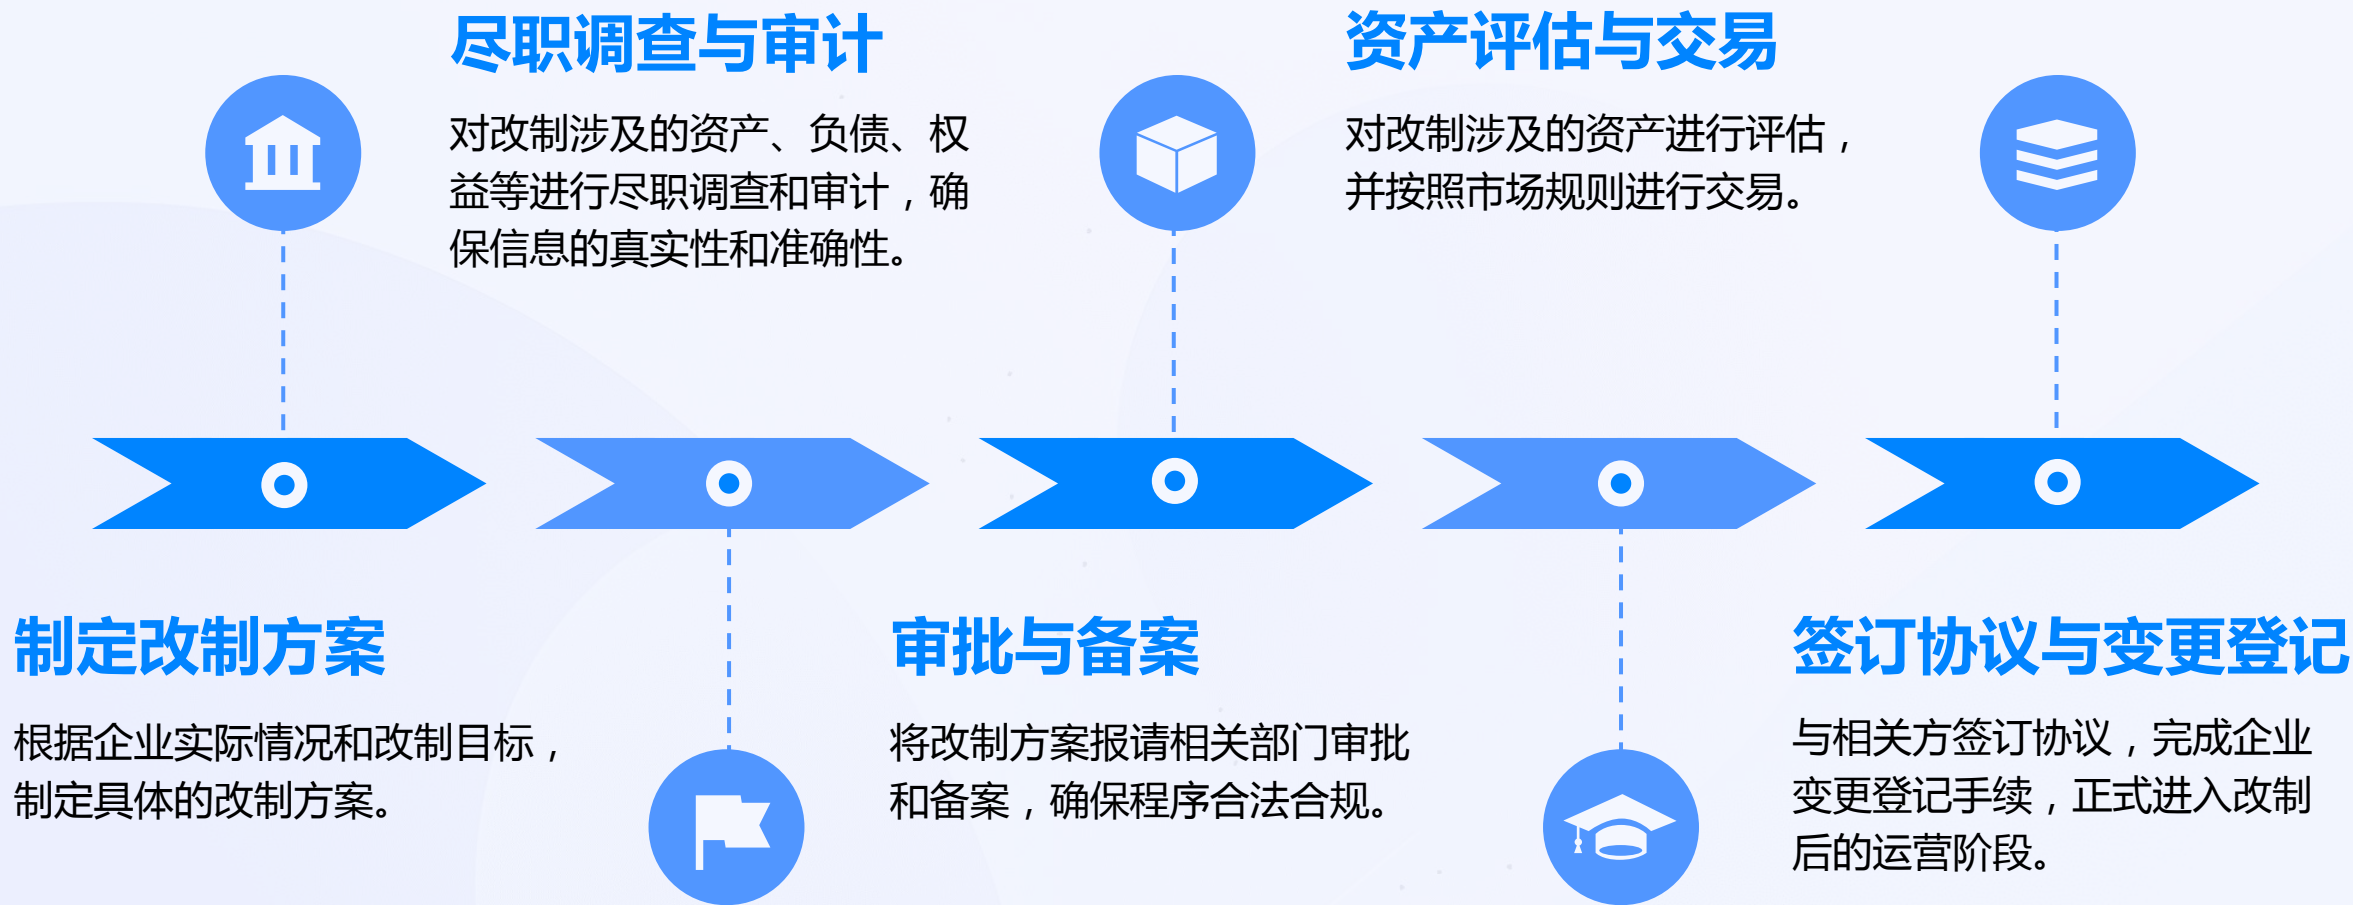 制定改制方案
根据企业实际情况和改制目标，
制定具体的改制方案。
尽职调查与审计
对改制涉及的资产、负债、权
益等进行尽职调查和审计，确
保信息的真实性和准确性。
审批与备案
将改制方案报请相关部门审批
和备案，确保程序合法合规。
资产评估与交易
对改制涉及的资产进行评估，
并按照市场规则进行交易。
签订协议与变更登记
与相关方签订协议，完成企业
变更登记手续，正式进入改制
后的运营阶段。